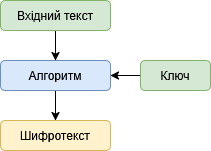 Вхідний текст
Алгоритм
Ключ
Шифротекст